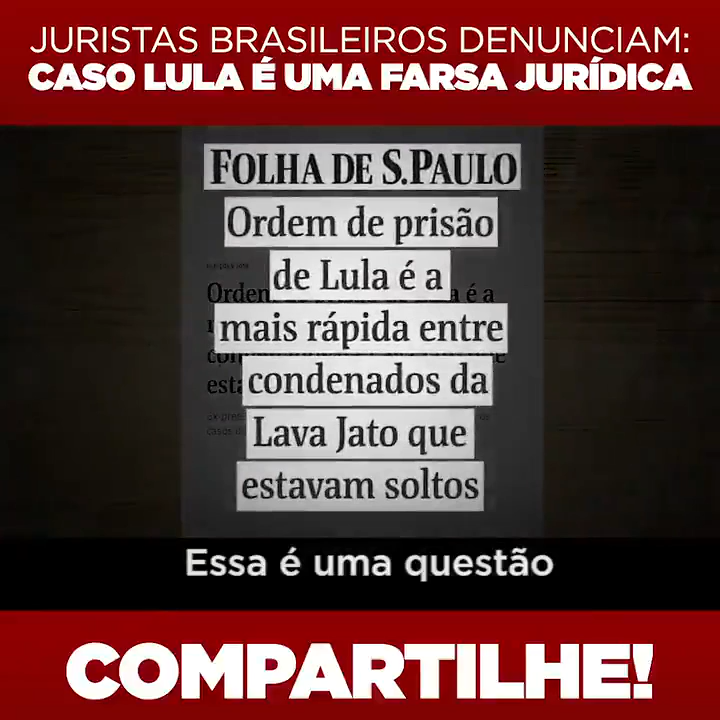 JURISTAS BRASILEIROS DENUNCIAM:
CASO LULA É UMA FARSA JURÍDICA
FOLHA DE S.PAULO
Ordem de prisão
de Lula é a
mais rápida entre
condenados da
Lava Jato que
estavam soltos
Essa é uma questão
COMPARTILHE!